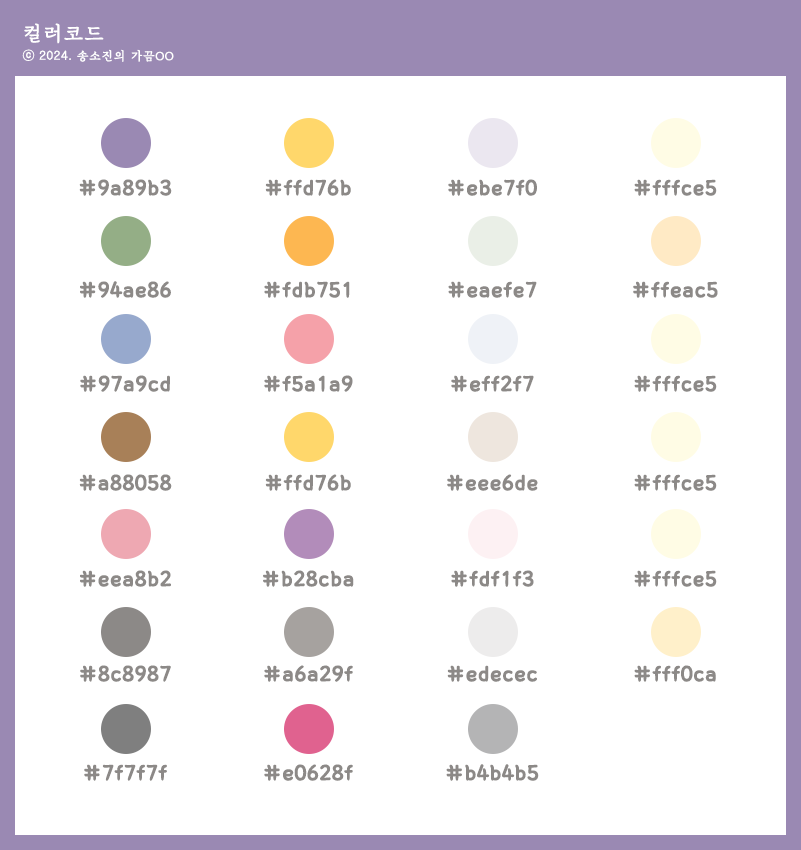 컬러코드
ⓒ 2024. 송소진의 가끔OO
#9a89b3 #ffd76b #ebe7f0 #fffce5
#94ae86 #fdb751 #eaefe7 #ffeac5
#97a9cd #f5a1a9 #eff2f7 #fffce5
#a88058 #ffd76b #eee6de #fffce5
#eea8b2 #b28cba #fdf1f3 #fffce5
#8c8987 #a6a29f #edecec #fff0ca
#7f7f7f #e0628f #b4b4b5